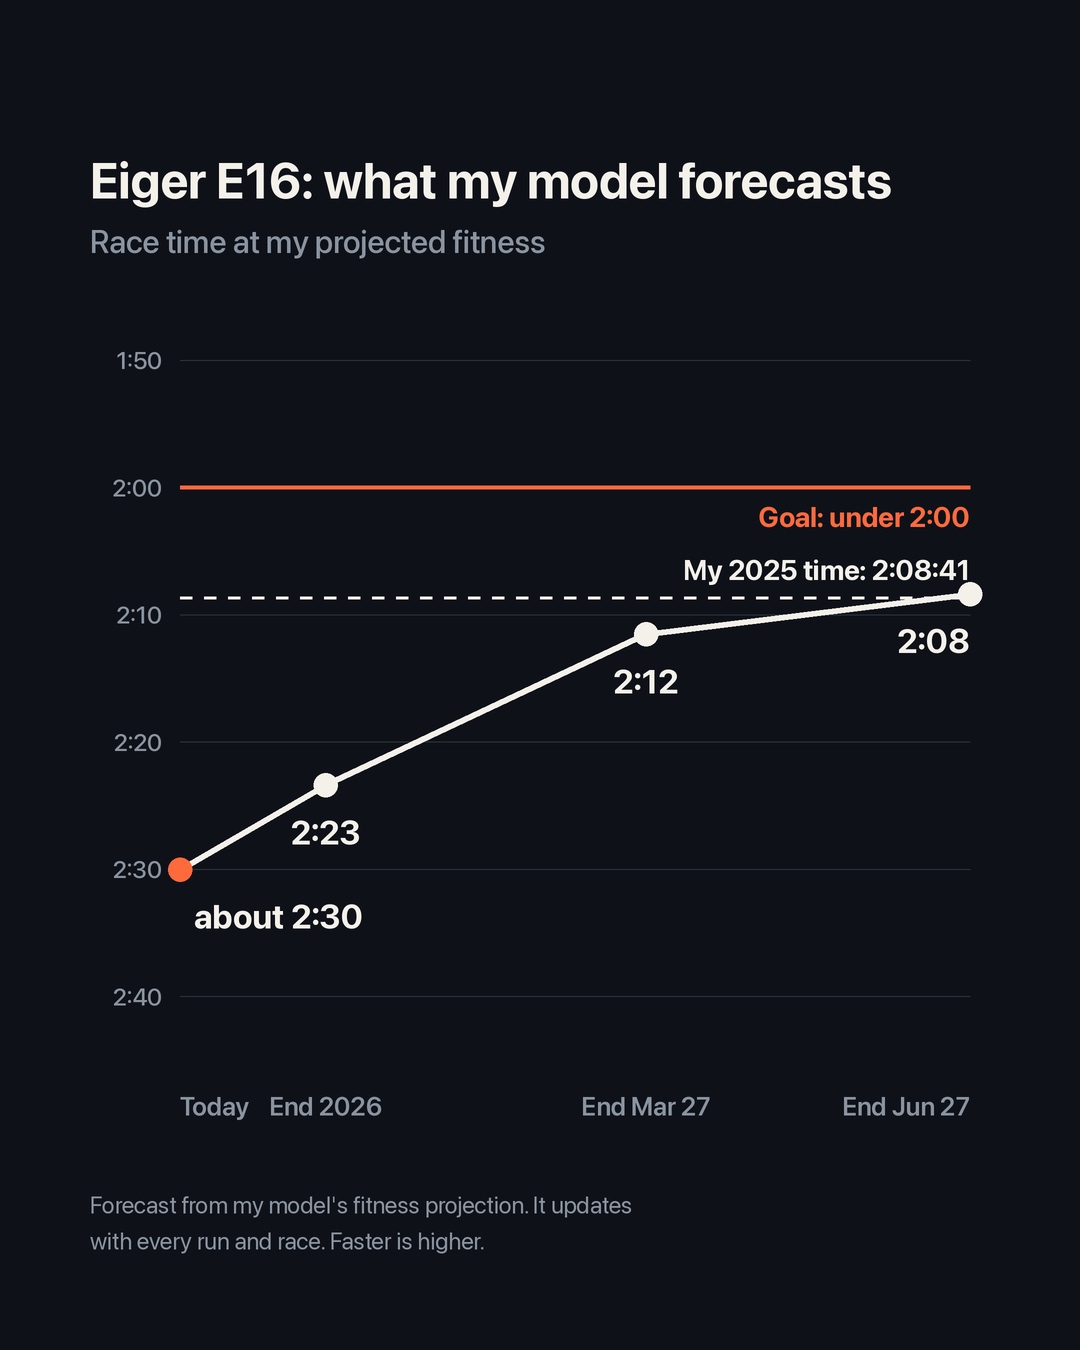 Eiger E16: what my model forecasts
Race time at my projected fitness
1:50
2:00
Goal: under 2:00
My 2025 time: 2:08:41
2:10
2:08
2:12
2:20
2:23
2:30
about 2:30
2:40
Today End 2026 End Mar 27 End Jun 27
Forecast from my model's fitness projection. It updates
with every run and race. Faster is higher.